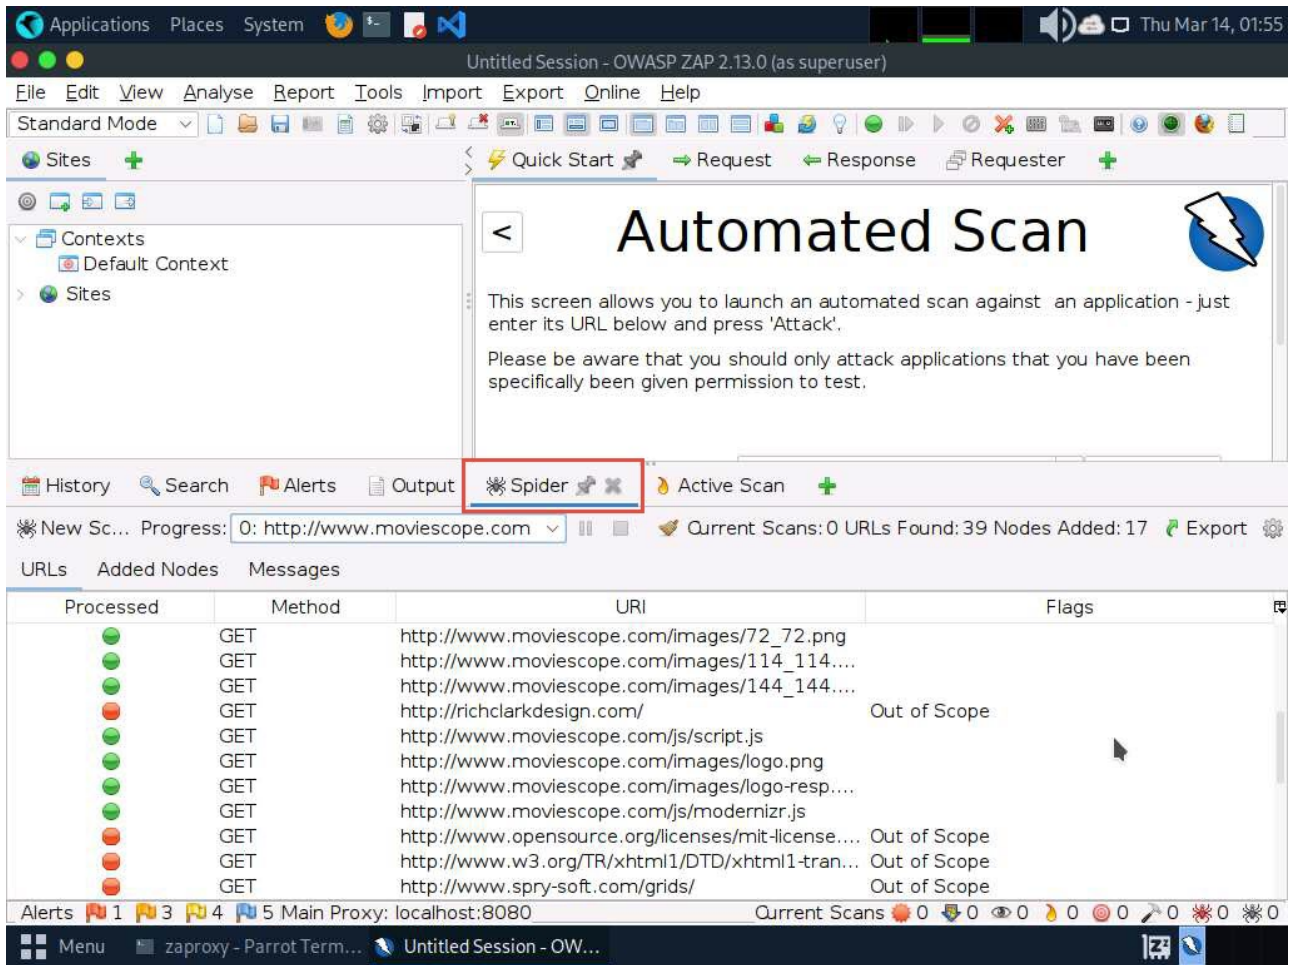 Applications Places System Thu Mar 14, 01:55
Untitled Session - OWASP ZAP 2.13.0 (as superuser)
File Edit View Analyse Report Tools Import Export Online Help
Standard Mode
Sites Quick Start Request Response Requester
Automated Scan
<
Contexts
Default Context
Sites
This screen allows you to launch an automated scan against an application - just
enter its URL below and press 'Attack'.
Please be aware that you should only attack applications that you have been
specifically been given permission to test.
History Search Alerts Output Spider Active Scan
New Sc... Progress: 0: http://www.moviescope.com Current Scans: 0 URLs Found: 39 Nodes Added: 17 Export
URLs Added Nodes Messages
Processed Method URI Flags
GET http://www.moviescope.com/images/72_72.png
GET http://www.moviescope.com/images/114_114....
GET http://www.moviescope.com/images/144_144....
GET http://richclarkdesign.com/ Out of Scope
GET http://www.moviescope.com/js/script.js
GET http://www.moviescope.com/images/logo.png
GET http://www.moviescope.com/images/logo-resp....
GET http://www.moviescope.com/js/modernizr.js
GET http://www.opensource.org/licenses/mit-license.... Out of Scope
GET http://www.w3.org/TR/xhtml1/DTD/xhtml1-tran... Out of Scope
GET http://www.spry-soft.com/grids/ Out of Scope
Alerts 1 3 4 5 Main Proxy: localhost:8080 Current Scans 0 0 0 0 0 0 0 0
Menu zaproxy - Parrot Term... Untitled Session - OW...